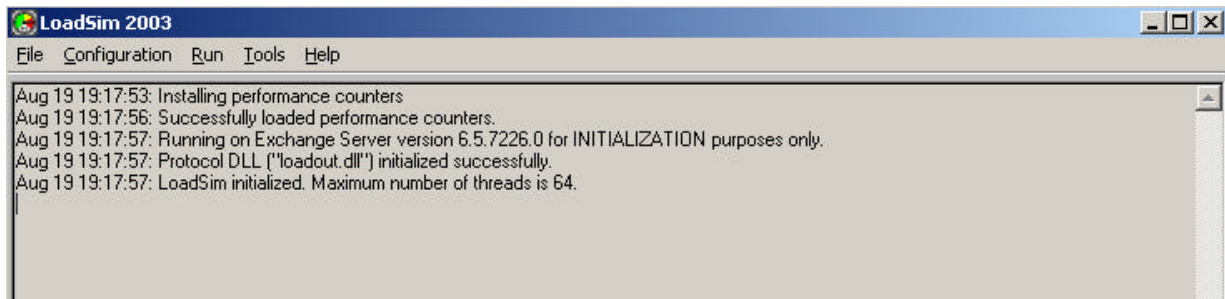 LoadSim 2003
File Configuration Run Tools Help
Aug 19 19:17:53: Installing performance counters
Aug 19 19:17:56: Successfully loaded performance counters.
Aug 19 19:17:57: Running on Exchange Server version 6.5.7226.0 for INITIALIZATION purposes only.
Aug 19 19:17:57: Protocol DLL ("loadout.dll") initialized successfully.
Aug 19 19:17:57: LoadSim initialized. Maximum number of threads is 64.